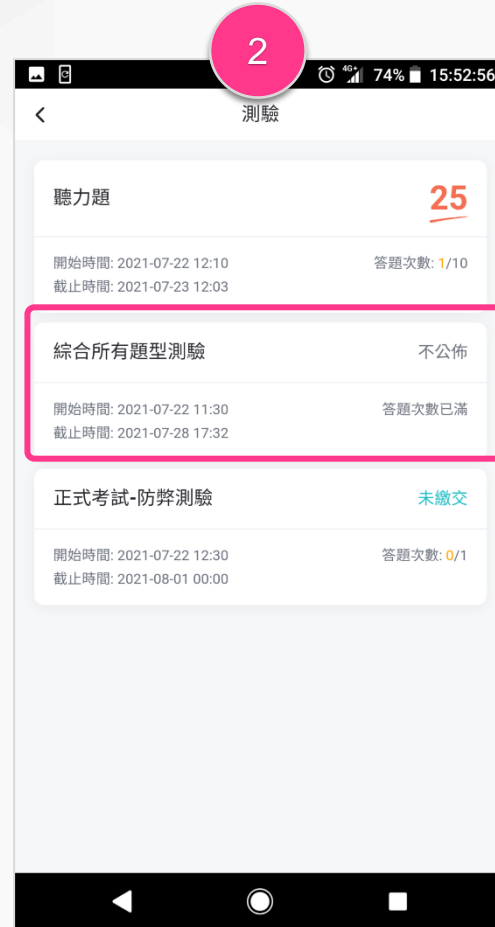 2
4G+ 74% 15:52:56
測驗
聽力題 25
開始時間: 2021-07-22 12:10 答題次數: 1/10
截止時間: 2021-07-23 12:03
綜合所有題型測驗 不公佈
開始時間: 2021-07-22 11:30 答題次數已滿
截止時間: 2021-07-28 17:32
正式考試-防弊測驗 未繳交
開始時間: 2021-07-22 12:30 答題次數: 0/1
截止時間: 2021-08-01 00:00